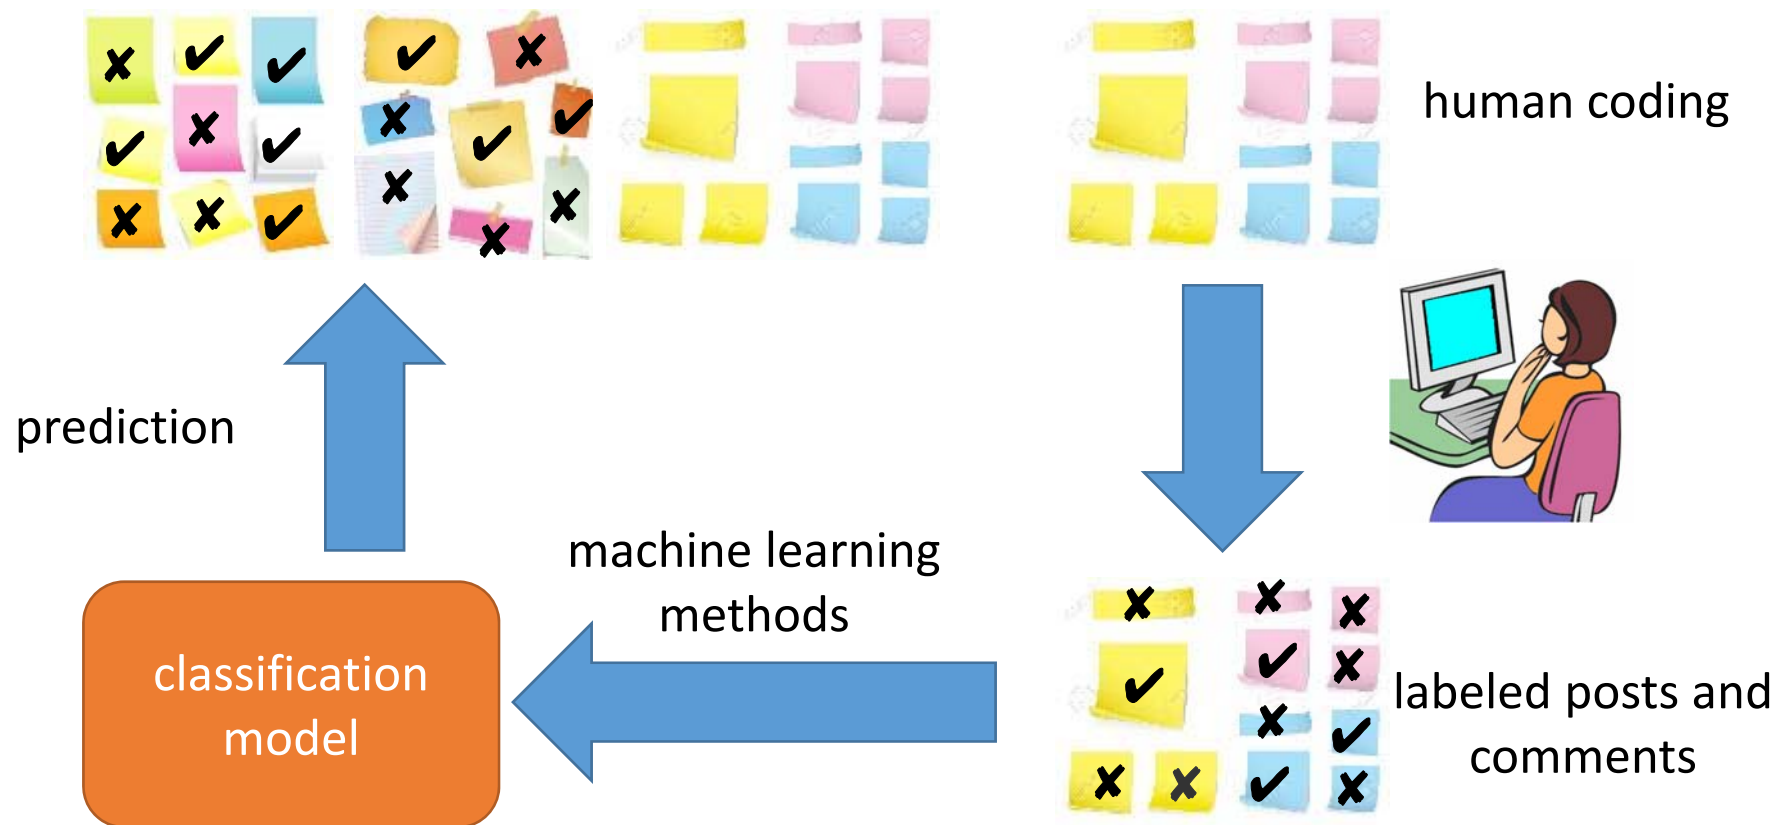 human coding
prediction
machine learning
methods
classification
model
labeled posts and
comments